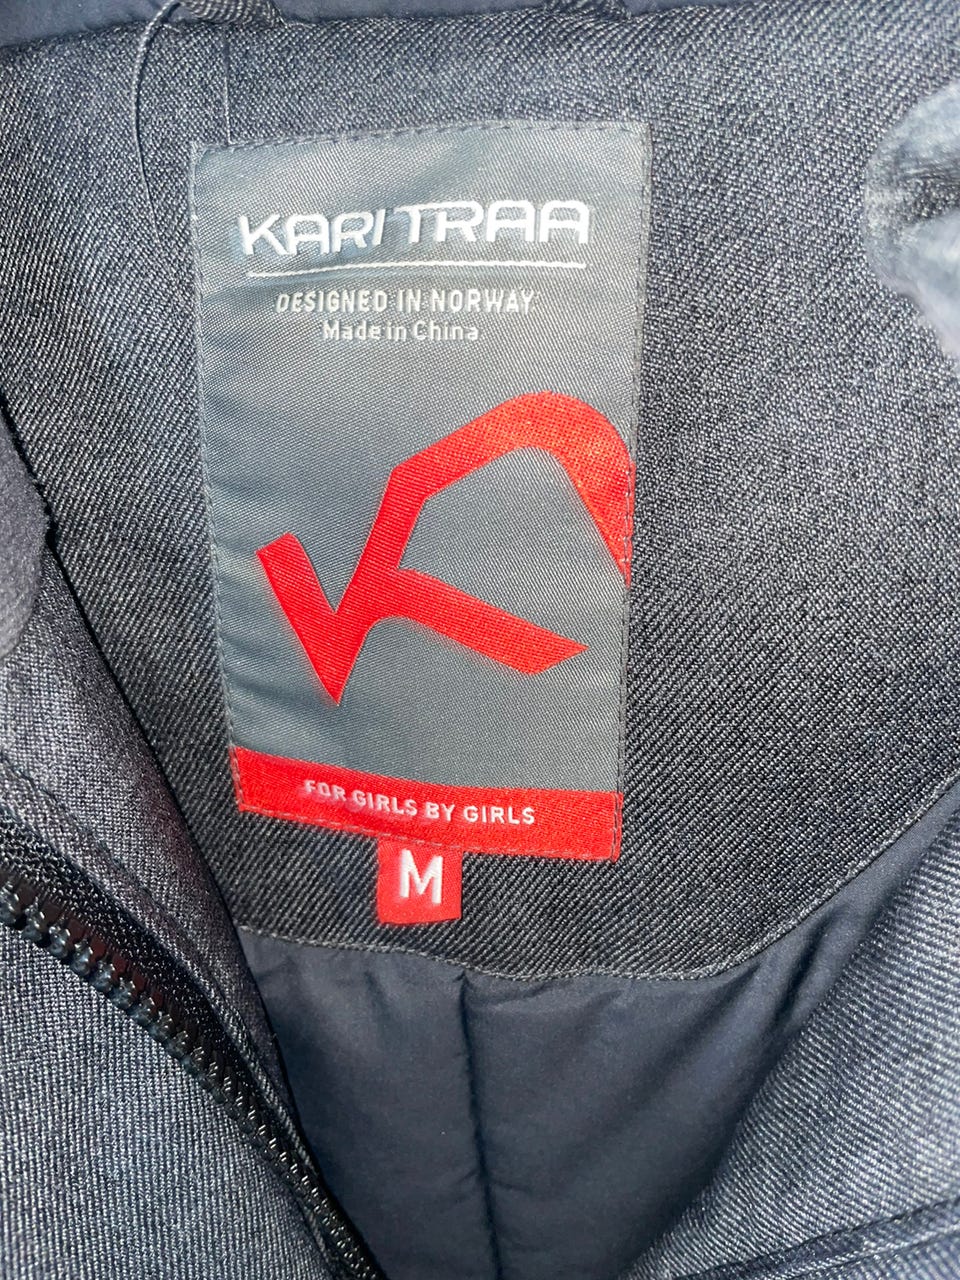 KARI TRAA
DESIGNED IN NORWAY.
Made in China
FOR GIRLS BY GIRLS
M